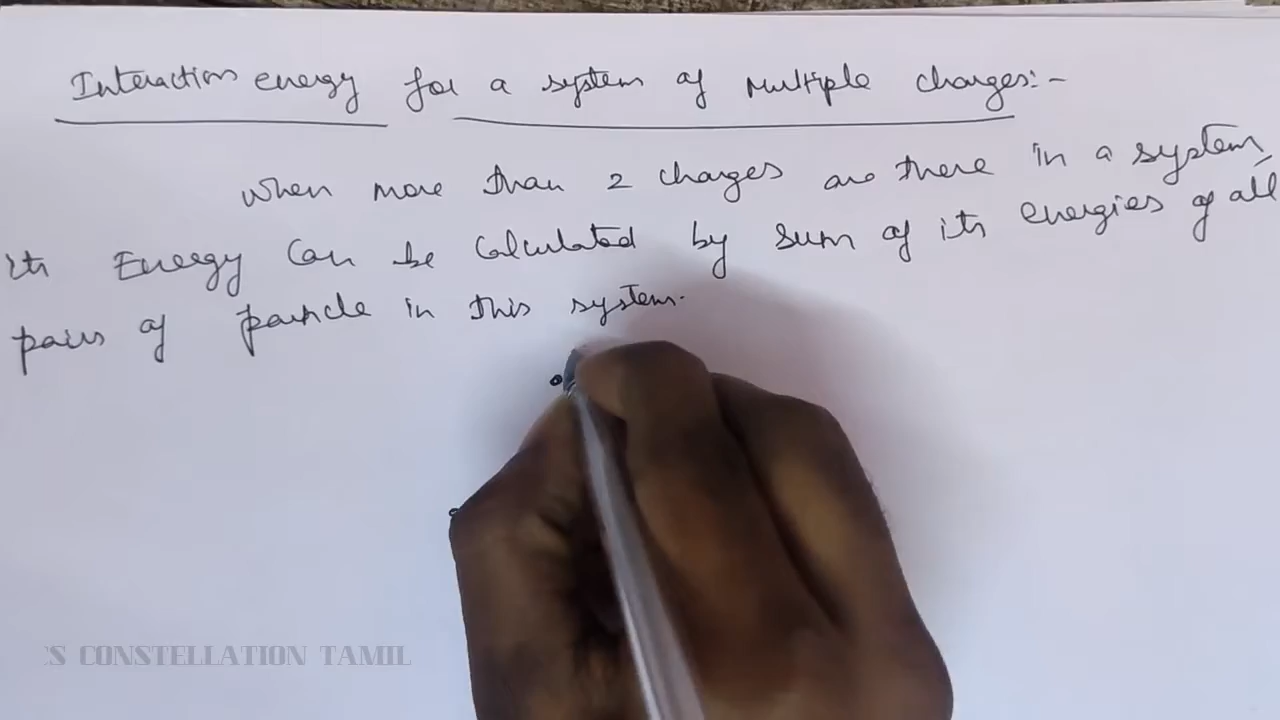 Interaction energy for a system of Multiple charges:-
when more than 2 charges are there in a system,
its Energy can be calculated by sum of its energies of all
pairs of particle in this system.
CS CONSTELLATION TAMIL